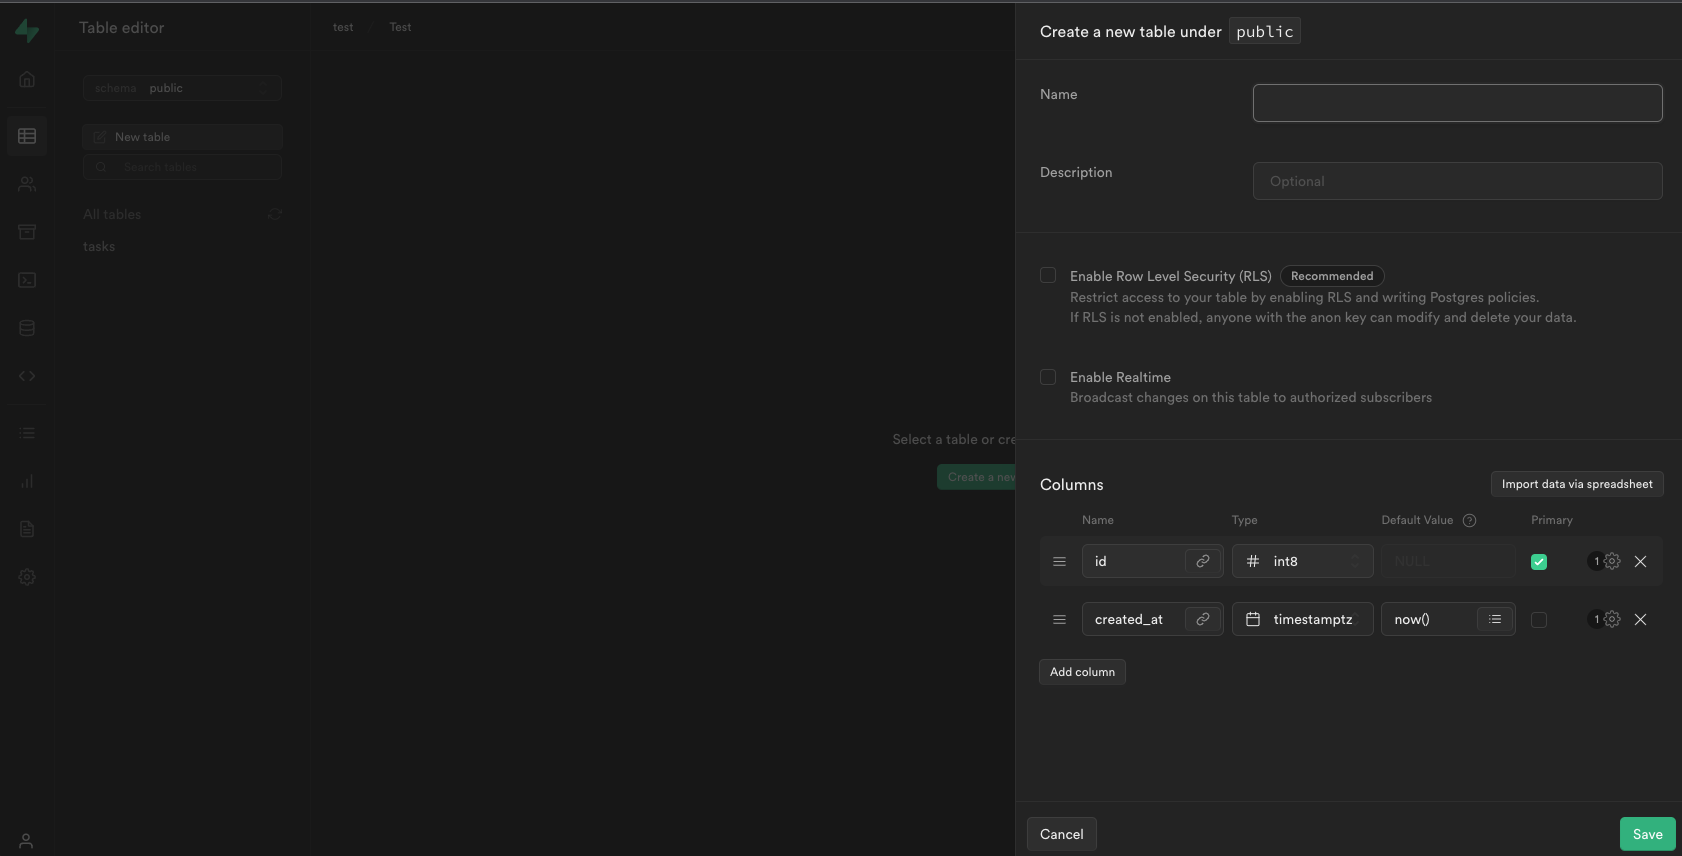 Table editor
test / Test
schema public
New table
Search tables
All tables
tasks
Select a table or cre
Create a new
Create a new table under public
Name
Description
Optional
Enable Row Level Security (RLS) Recommended
Restrict access to your table by enabling RLS and writing Postgres policies.
If RLS is not enabled, anyone with the anon key can modify and delete your data.
Enable Realtime
Broadcast changes on this table to authorized subscribers
Columns
Import data via spreadsheet
Name Type Default Value Primary
id int8 NULL 1
created_at timestamptz now() 1
Add column
Cancel
Save